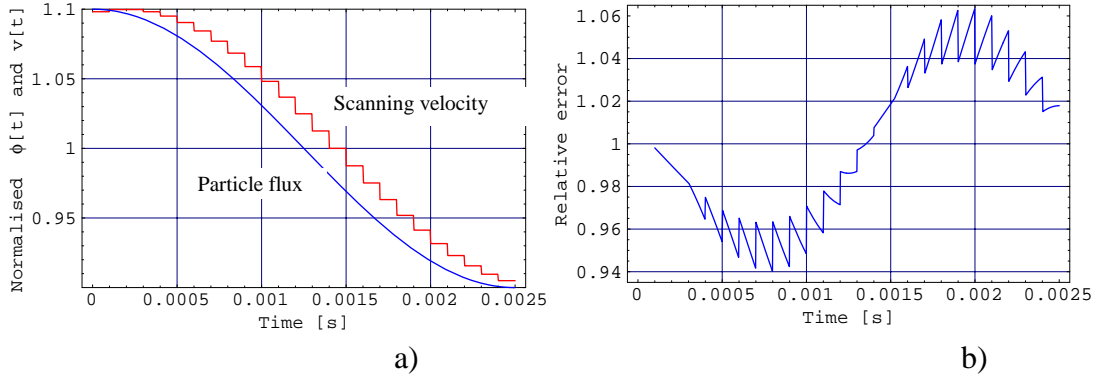 Normalised ϕ[t] and v[t]
1.1
1.05
1
0.95
Scanning velocity
Particle flux
0 0.0005 0.001 0.0015 0.002 0.0025
Time [s]
a)
Relative error
1.06
1.04
1.02
1
0.98
0.96
0.94
0 0.0005 0.001 0.0015 0.002 0.0025
Time [s]
b)